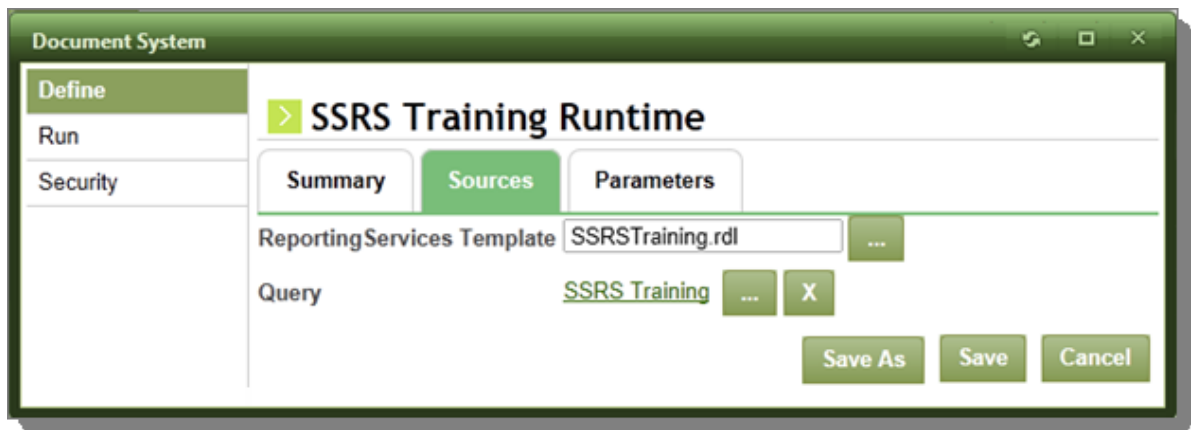 Document System
Define
Run
Security
SSRS Training Runtime
Summary Sources Parameters
ReportingServices Template SSRSTraining.rdl ...
Query SSRS Training ... X
Save As Save Cancel